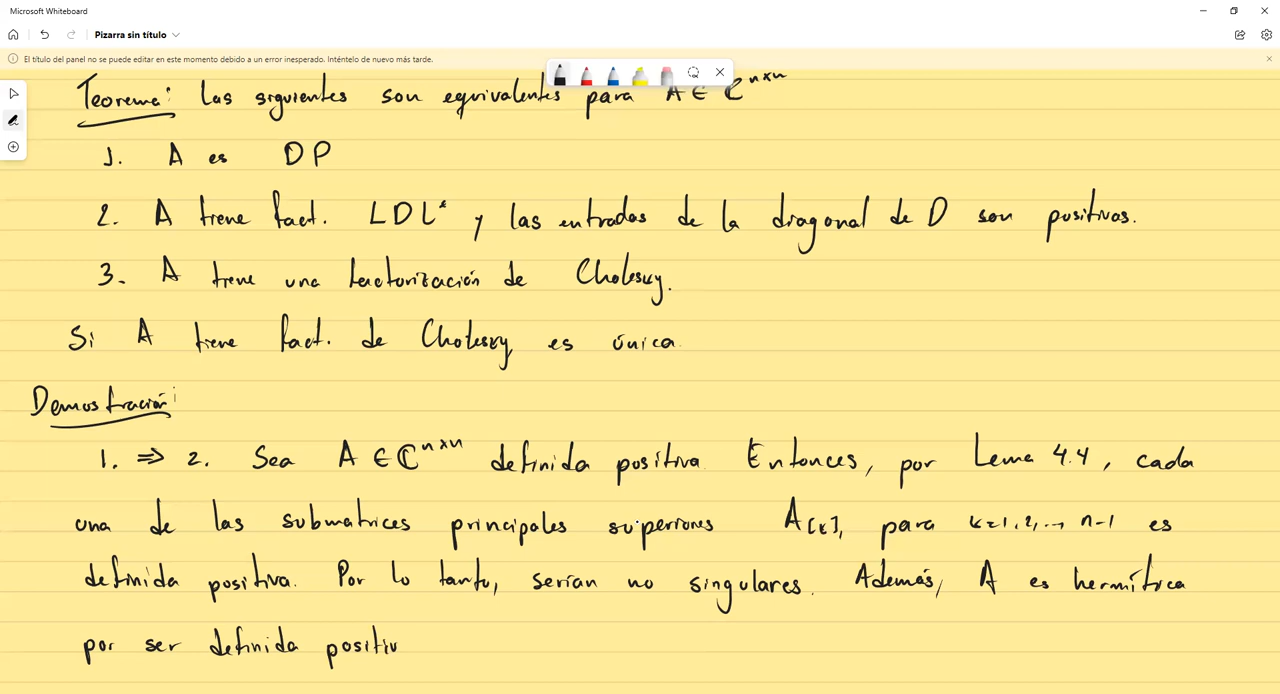 Microsoft Whiteboard
Pizarra sin título
El título del panel no se puede editar en este momento debido a un error inesperado. Inténtelo de nuevo más tarde.
Teorema: Las siguientes son equivalentes para A ∈ ℂⁿˣⁿ
1. A es DP
2. A tiene fact. LDL* y las entradas de la diagonal de D son positivas.
3. A tiene una factorización de Cholesky.
Si A tiene fact. de Cholesky, es única.
Demostración:
1. ⇒ 2. Sea A ∈ ℂⁿˣⁿ definida positiva. Entonces, por Lema 4.4, cada
una de las submatrices principales superiores A[k], para k=1,2,..., n-1 es
definida positiva. Por lo tanto, serían no singulares. Además, A es hermítica
por ser definida positiv